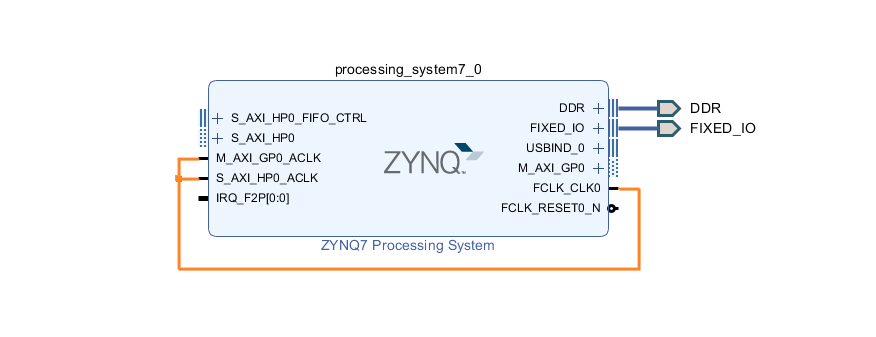 processing_system7_0
S_AXI_HP0_FIFO_CTRL
S_AXI_HP0
M_AXI_GP0_ACLK
S_AXI_HP0_ACLK
IRQ_F2P[0:0]
ZYNQ
DDR
FIXED_IO
USBIND_0
M_AXI_GP0
FCLK_CLK0
FCLK_RESET0_N
DDR
FIXED_IO
ZYNQ7 Processing System